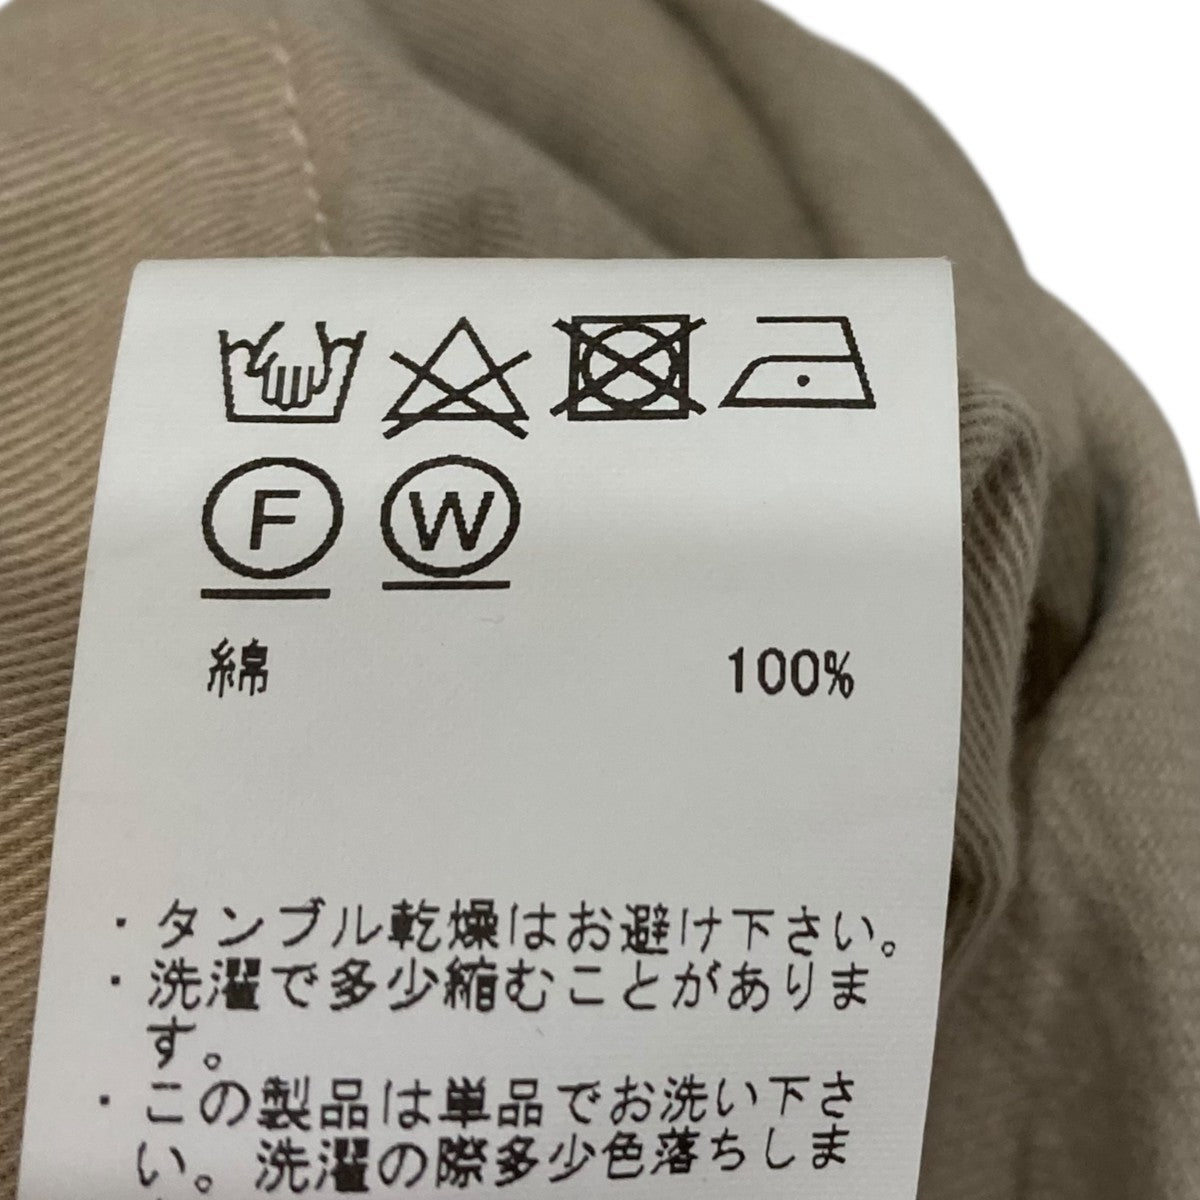 F W
綿 100%
・タンブル乾燥はお避け下さい。
・洗濯で多少縮むことがありま
す。
・この製品は単品でお洗い下さ
い。洗濯の際多少色落ちしま